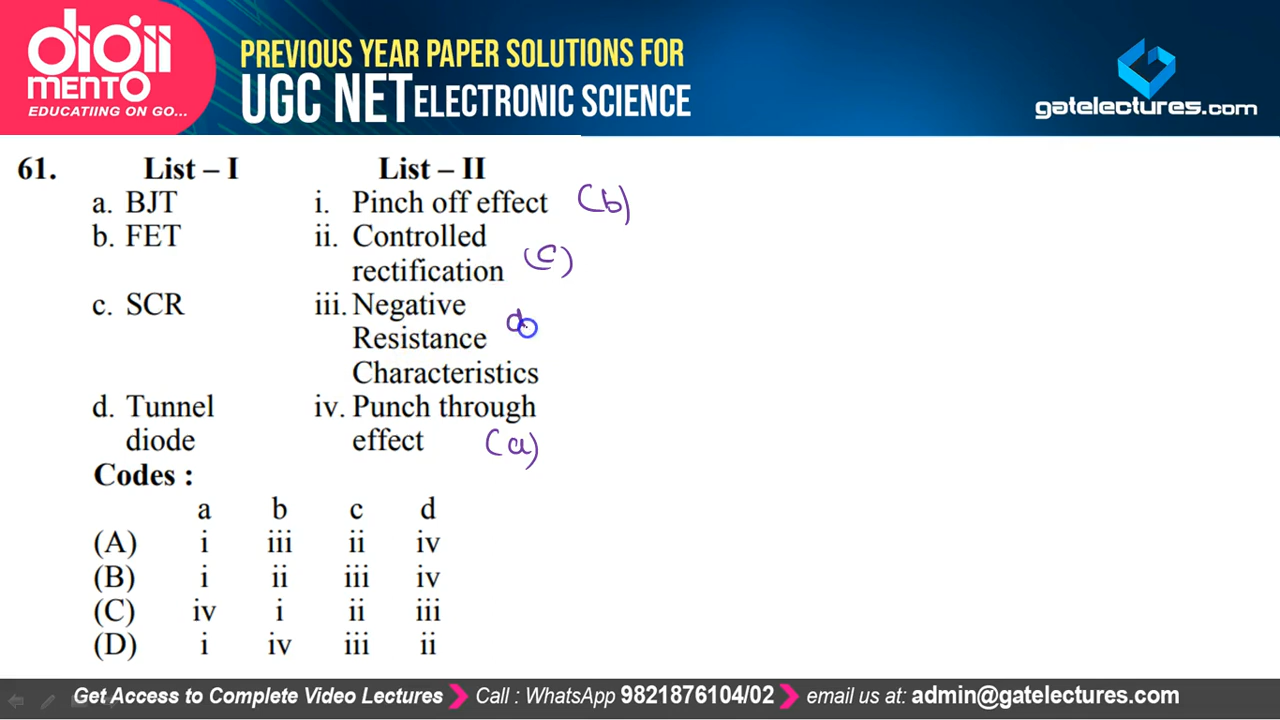 digii
MENTO
EDUCATIING ON GO...
PREVIOUS YEAR PAPER SOLUTIONS FOR
UGC NET ELECTRONIC SCIENCE
gatelectures.com
61. List – I List – II
a. BJT i. Pinch off effect (b)
b. FET ii. Controlled
rectification (c)
c. SCR iii. Negative
Resistance d
Characteristics
d. Tunnel iv. Punch through
diode effect (a)
Codes :
a b c d
(A) i iii ii iv
(B) i ii iii iv
(C) iv i ii iii
(D) i iv iii ii
Get Access to Complete Video Lectures Call : WhatsApp 9821876104/02 email us at: admin@gatelectures.com